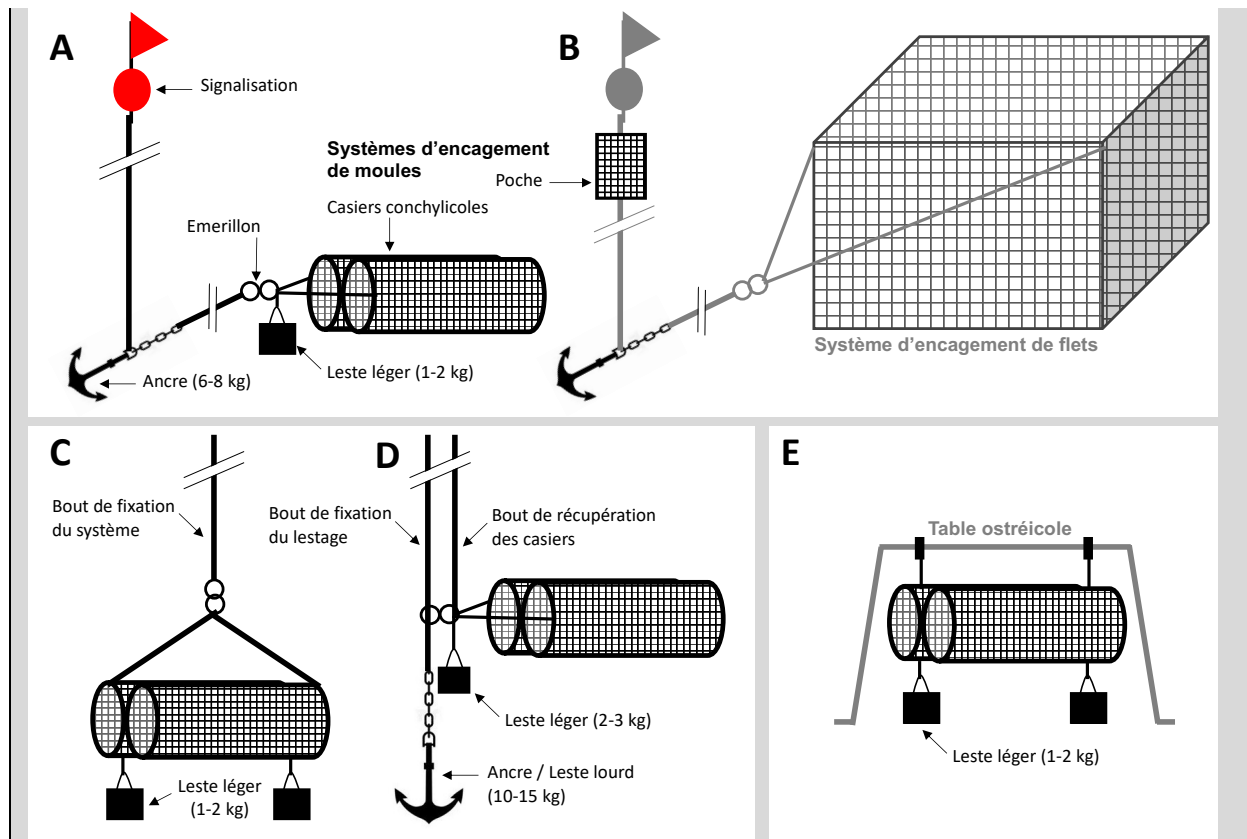 A
Signalisation
Systèmes d'encagement
de moules
Casiers conchylicoles
Emerillon
Leste léger (1-2 kg)
Ancre (6-8 kg)
B
Poche
Système d'encagement de flets
C
Bout de fixation
du système
Leste léger
(1-2 kg)
D
Bout de fixation
du lestage
Bout de récupération
des casiers
Leste léger (2-3 kg)
Ancre / Leste lourd
(10-15 kg)
E
Table ostréicole
Leste léger (1-2 kg)